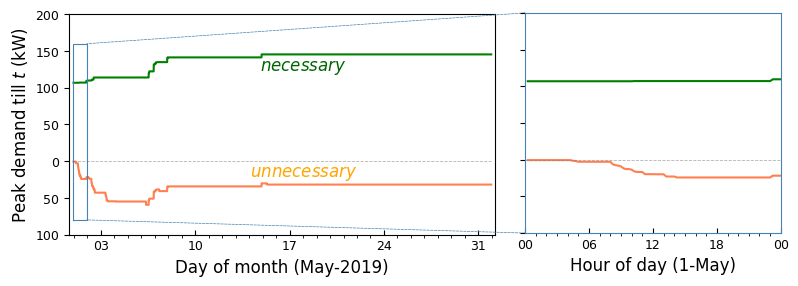 Peak demand till t (kW)
200
150
100
50
0
50
100
necessary
unnecessary
03 10 17 24 31
Day of month (May-2019)
00 06 12 18 00
Hour of day (1-May)